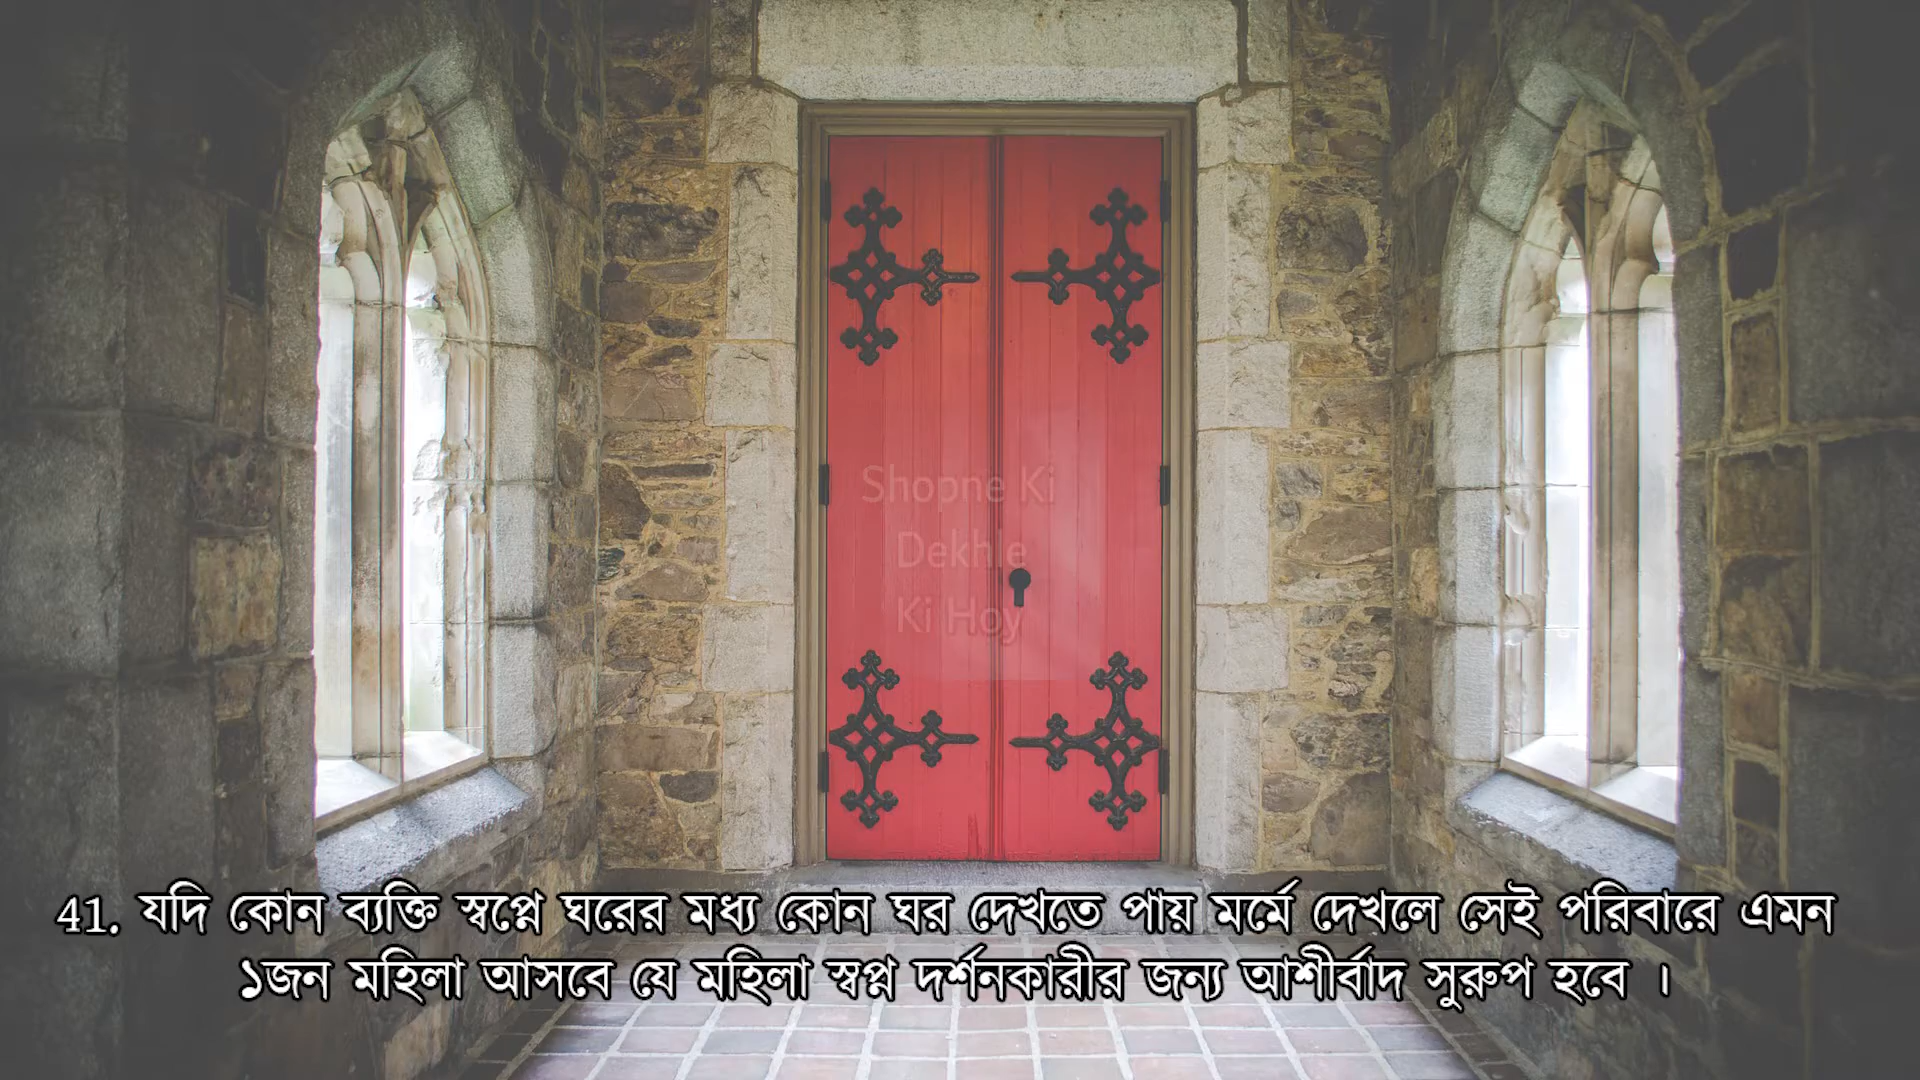 Shopne Ki
Dekhle
Ki Hoy
41. যদি কোন ব্যক্তি স্বপ্নে ঘরের মধ্য কোন ঘর দেখতে পায় মর্মে দেখলে সেই পরিবারে এমন
১জন মহিলা আসবে যে মহিলা স্বপ্ন দর্শনকারীর জন্য আশীর্বাদ সুরুপ হবে ।